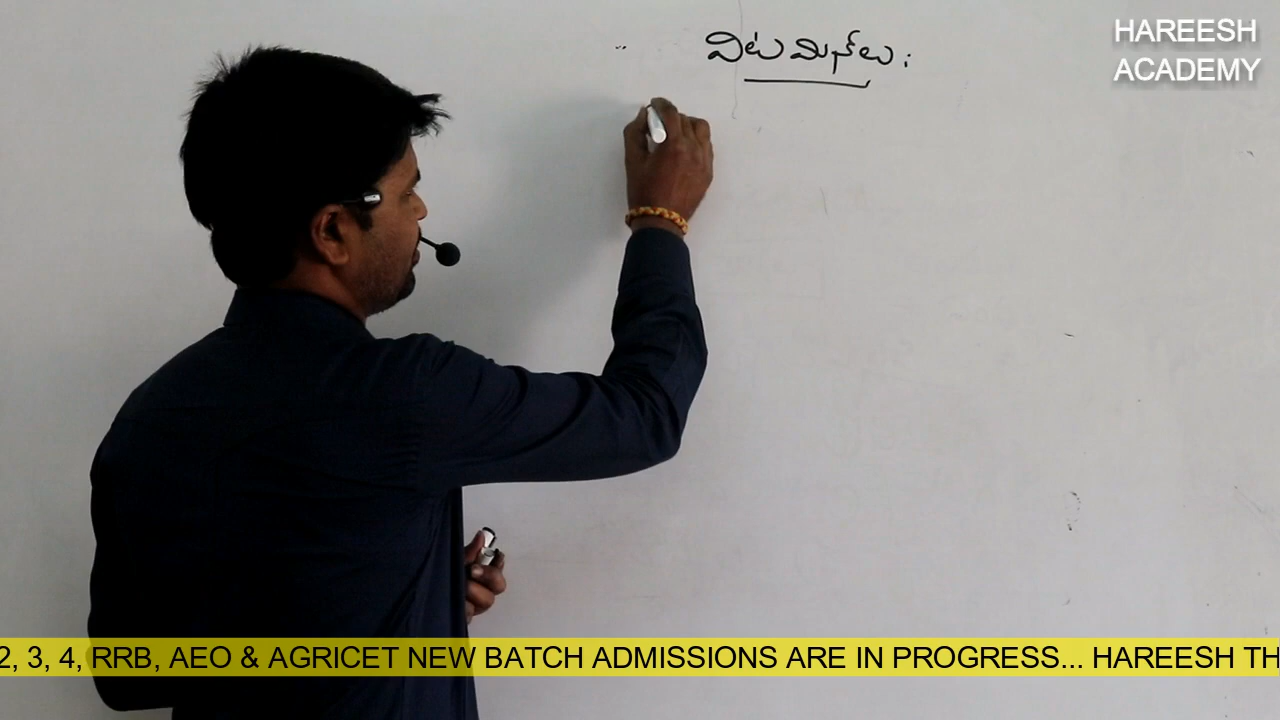 విటమిన్‌లు :
HAREESH
ACADEMY
2, 3, 4, RRB, AEO & AGRICET NEW BATCH ADMISSIONS ARE IN PROGRESS... HAREESH TH